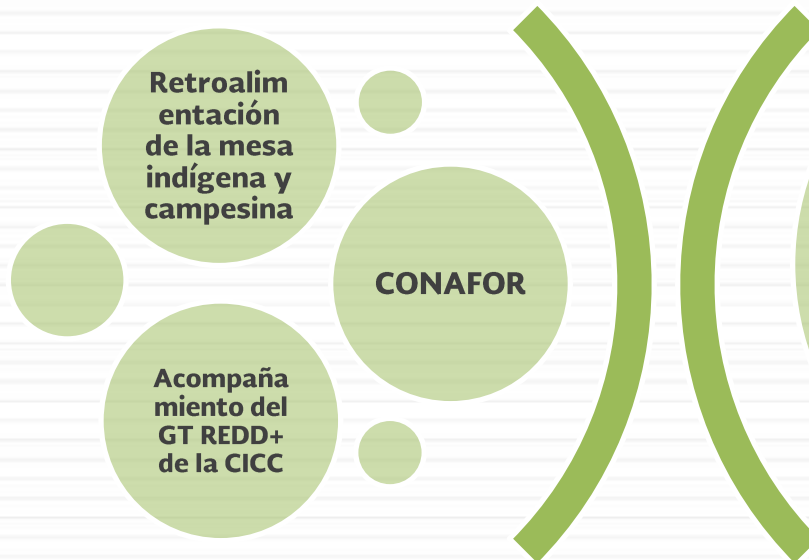 Retroalim
entación
de la mesa
indígena y
campesina
CONAFOR
Acompaña
miento del
GT REDD+
de la CICC